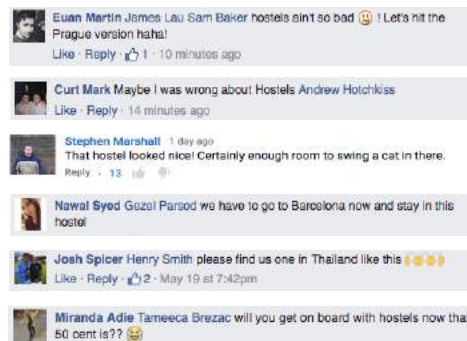 Euan Martin James Lau Sam Baker hostels ain't so bad 😛 ! Let's hit the
Prague version haha!
Like · Reply · 👍 1 · 10 minutes ago
Curt Mark Maybe I was wrong about Hostels Andrew Hotchkiss
Like · Reply · 14 minutes ago
Stephen Marshall 1 day ago
That hostel looked nice! Certainly enough room to swing a cat in there.
Reply · 13
Nawal Syed Gazal Parsod we have to go to Barcelona now and stay in this
hostel
Josh Spicer Henry Smith please find us one in Thailand like this 🙌🙌
Like · Reply · 👍 2 · May 19 at 7:42pm
Miranda Adie Tameeca Brezac will you get on board with hostels now tha
50 cent is?? 😆